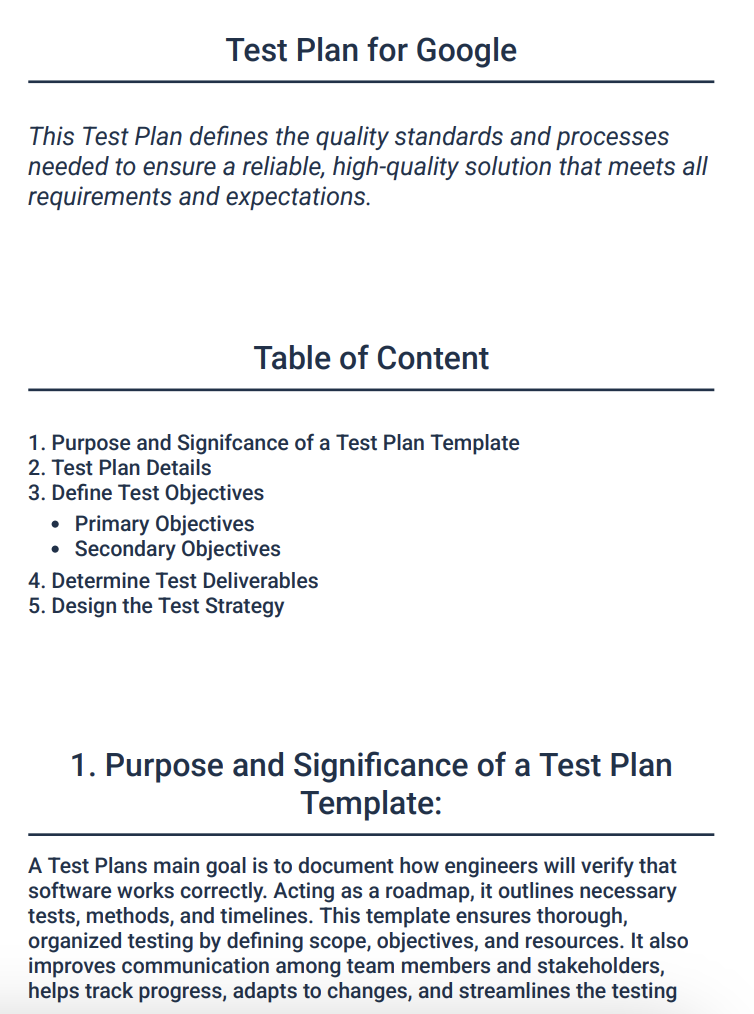 Test Plan for Google
This Test Plan defines the quality standards and processes
needed to ensure a reliable, high-quality solution that meets all
requirements and expectations.
Table of Content
1. Purpose and Signifcance of a Test Plan Template
2. Test Plan Details
3. Define Test Objectives
• Primary Objectives
• Secondary Objectives
4. Determine Test Deliverables
5. Design the Test Strategy
1. Purpose and Significance of a Test Plan
Template:
A Test Plans main goal is to document how engineers will verify that
software works correctly. Acting as a roadmap, it outlines necessary
tests, methods, and timelines. This template ensures thorough,
organized testing by defining scope, objectives, and resources. It also
improves communication among team members and stakeholders,
helps track progress, adapts to changes, and streamlines the testing